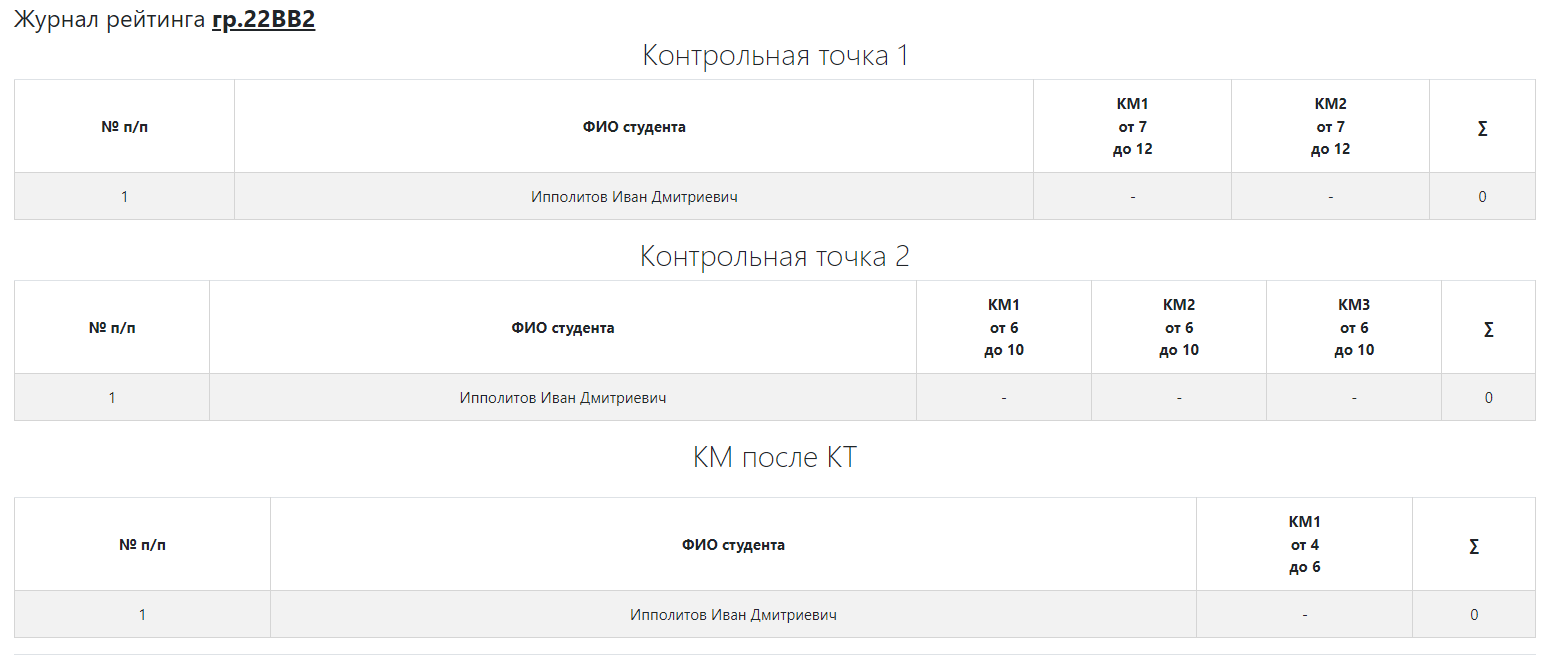 Журнал рейтинга гр.22ВВ2
Контрольная точка 1
№ п/п ФИО студента КМ1 от 7 до 12 КМ2 от 7 до 12 ∑
1 Ипполитов Иван Дмитриевич - - 0
Контрольная точка 2
№ п/п ФИО студента КМ1 от 6 до 10 КМ2 от 6 до 10 КМ3 от 6 до 10 ∑
1 Ипполитов Иван Дмитриевич - - - 0
КМ после КТ
№ п/п ФИО студента КМ1 от 4 до 6 ∑
1 Ипполитов Иван Дмитриевич - 0